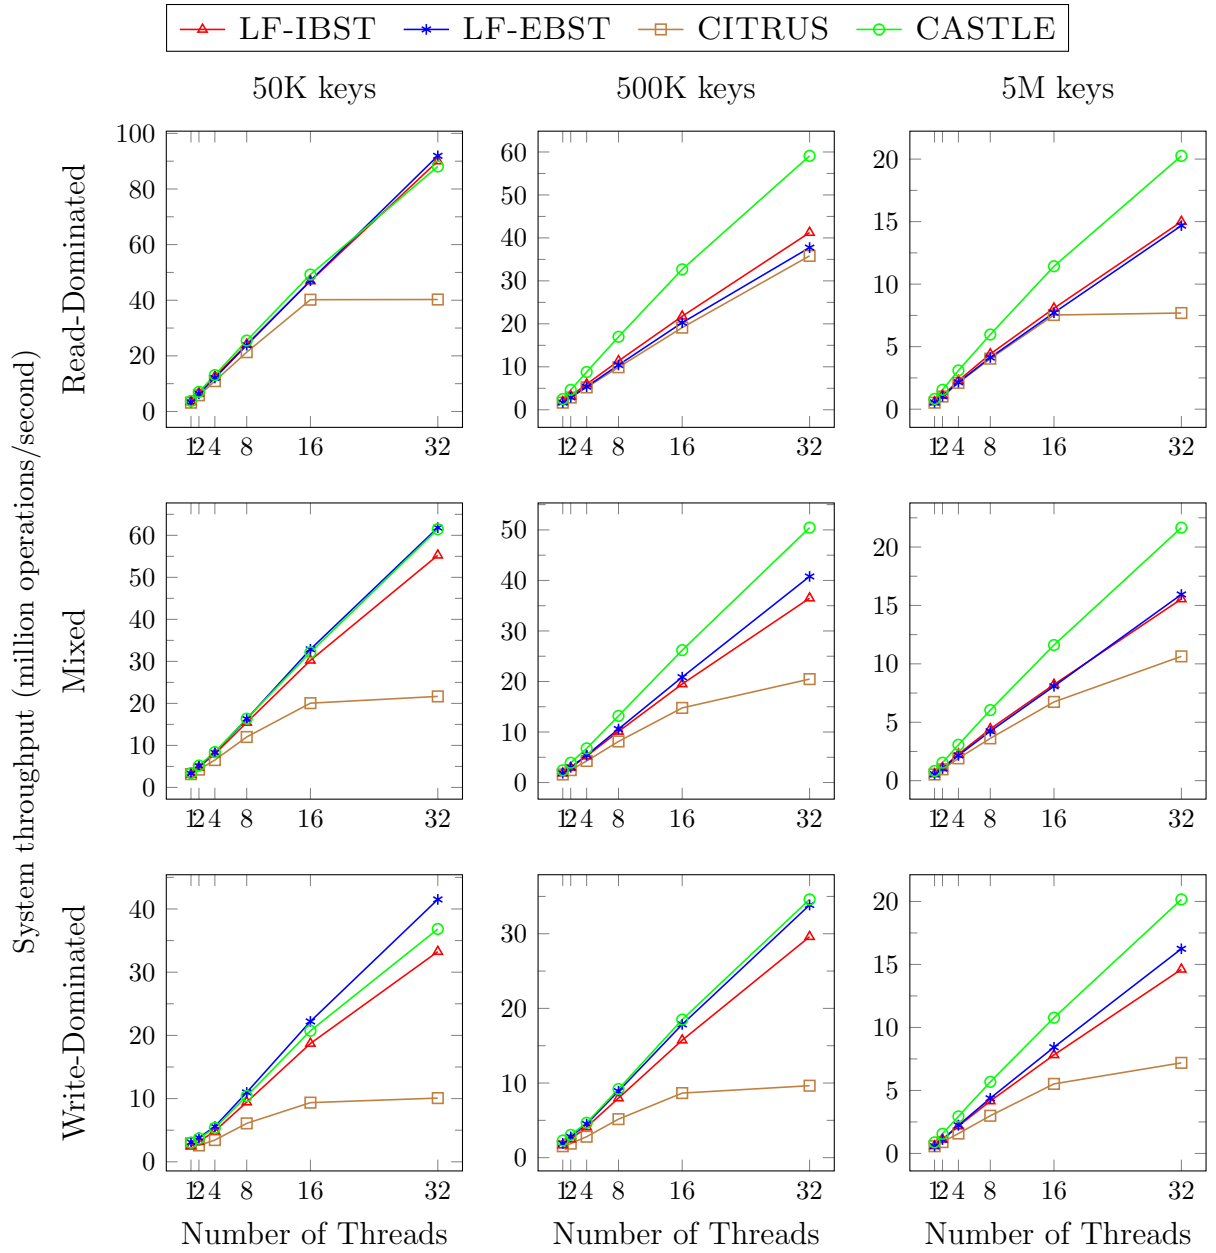 LF-IBST LF-EBST CITRUS CASTLE
50K keys 500K keys 5M keys
System throughput (million operations/second)
Read-Dominated
0 20 40 60 80 100
1 2 4 8 16 32
0 10 20 30 40 50 60
1 2 4 8 16 32
0 5 10 15 20
1 2 4 8 16 32
Mixed
0 10 20 30 40 50 60
1 2 4 8 16 32
0 10 20 30 40 50
1 2 4 8 16 32
0 5 10 15 20
1 2 4 8 16 32
Write-Dominated
0 10 20 30 40
1 2 4 8 16 32
0 10 20 30
1 2 4 8 16 32
0 5 10 15 20
1 2 4 8 16 32
Number of Threads Number of Threads Number of Threads